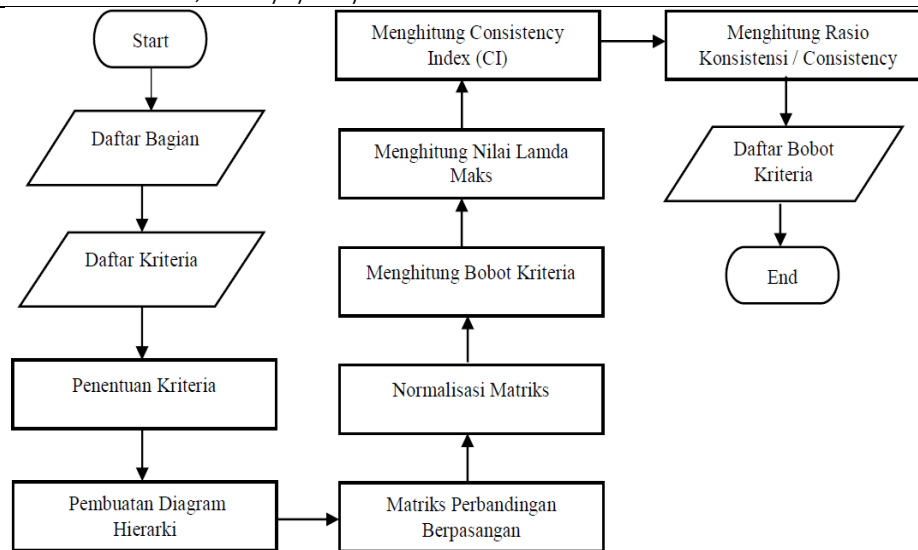 Start
Daftar Bagian
Daftar Kriteria
Penentuan Kriteria
Pembuatan Diagram
Hierarki
Matriks Perbandingan
Berpasangan
Normalisasi Matriks
Menghitung Bobot Kriteria
Menghitung Nilai Lamda
Maks
Menghitung Consistency
Index (CI)
Menghitung Rasio
Konsistensi / Consistency
Daftar Bobot
Kriteria
End